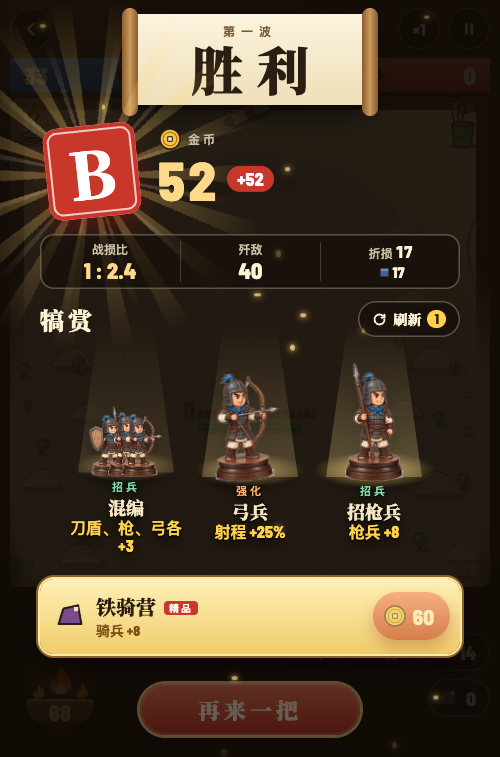 第一波
胜利
×1
33
0
B
金币
52
+52
战损比
1 : 2.4
歼敌
40
折损 17
17
犒赏
刷新 1
招兵
混编
刀盾、枪、弓各
+3
强化
弓兵
射程 +25%
招兵
招枪兵
枪兵 +8
铁骑营
精品
骑兵 +8
60
68
0
再来一把